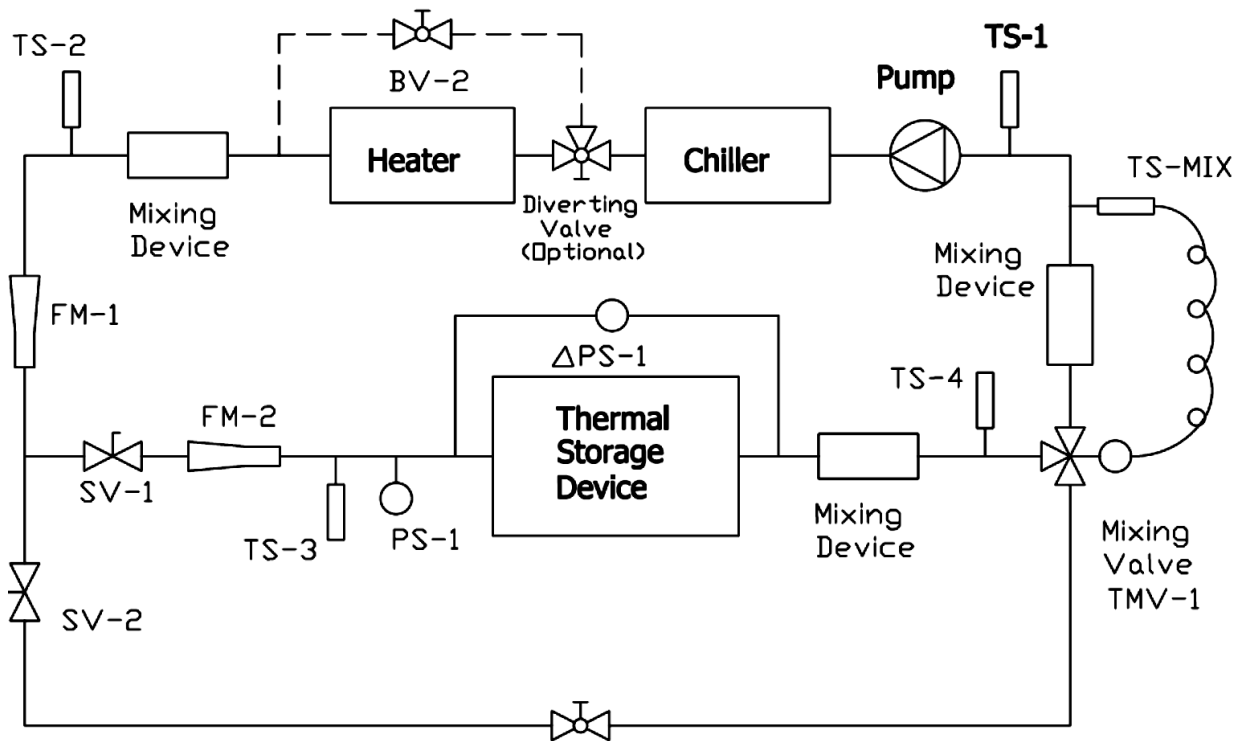 TS-2
TS-1
BV-2
Pump
Heater
Chiller
TS-MIX
Mixing
Device
Diverting
Valve
(Optional)
Mixing
Device
FM-1
△PS-1
TS-4
FM-2
Thermal
Storage
Device
SV-1
TS-3
PS-1
Mixing
Device
Mixing
Valve
TMV-1
SV-2